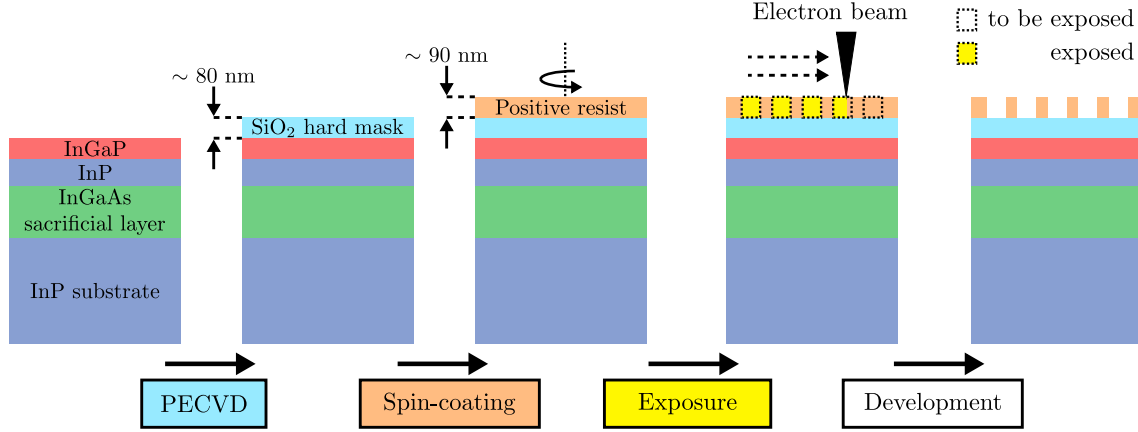 Electron beam
to be exposed
exposed
∼ 90 nm
∼ 80 nm
Positive resist
SiO₂ hard mask
InGaP
InP
InGaAs
sacrificial layer
InP substrate
PECVD
Spin-coating
Exposure
Development